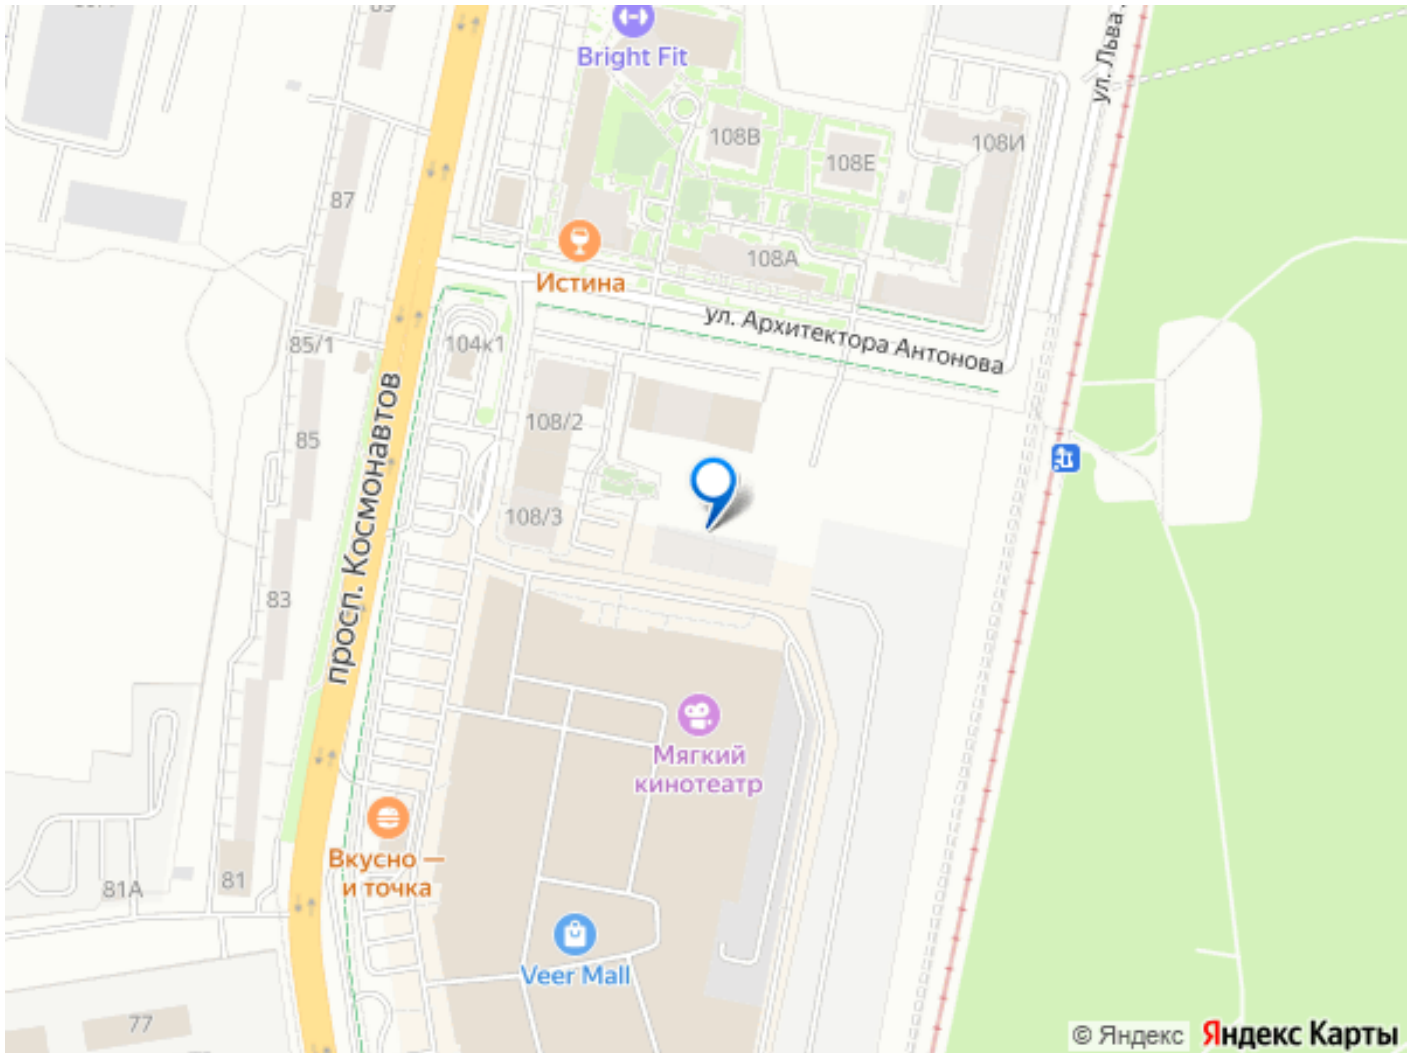 Bright Fit
ул. Льва
108В
108Е
108И
87
108А
Истина
ул. Архитектора Антонова
85/1
104к1
просп. Космонавтов
108/2
85
108/3
83
Мягкий
кинотеатр
Вкусно —
и точка
81
81А
Veer Mall
77
© Яндекс
Яндекс Карты